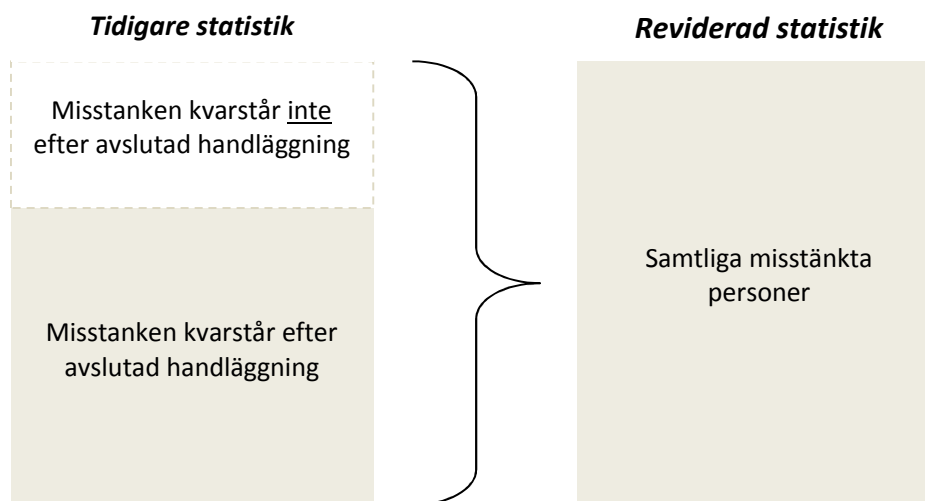 Tidigare statistik
Reviderad statistik
Misstanken kvarstår inte
efter avslutad handläggning
Misstanken kvarstår efter
avslutad handläggning
Samtliga misstänkta
personer